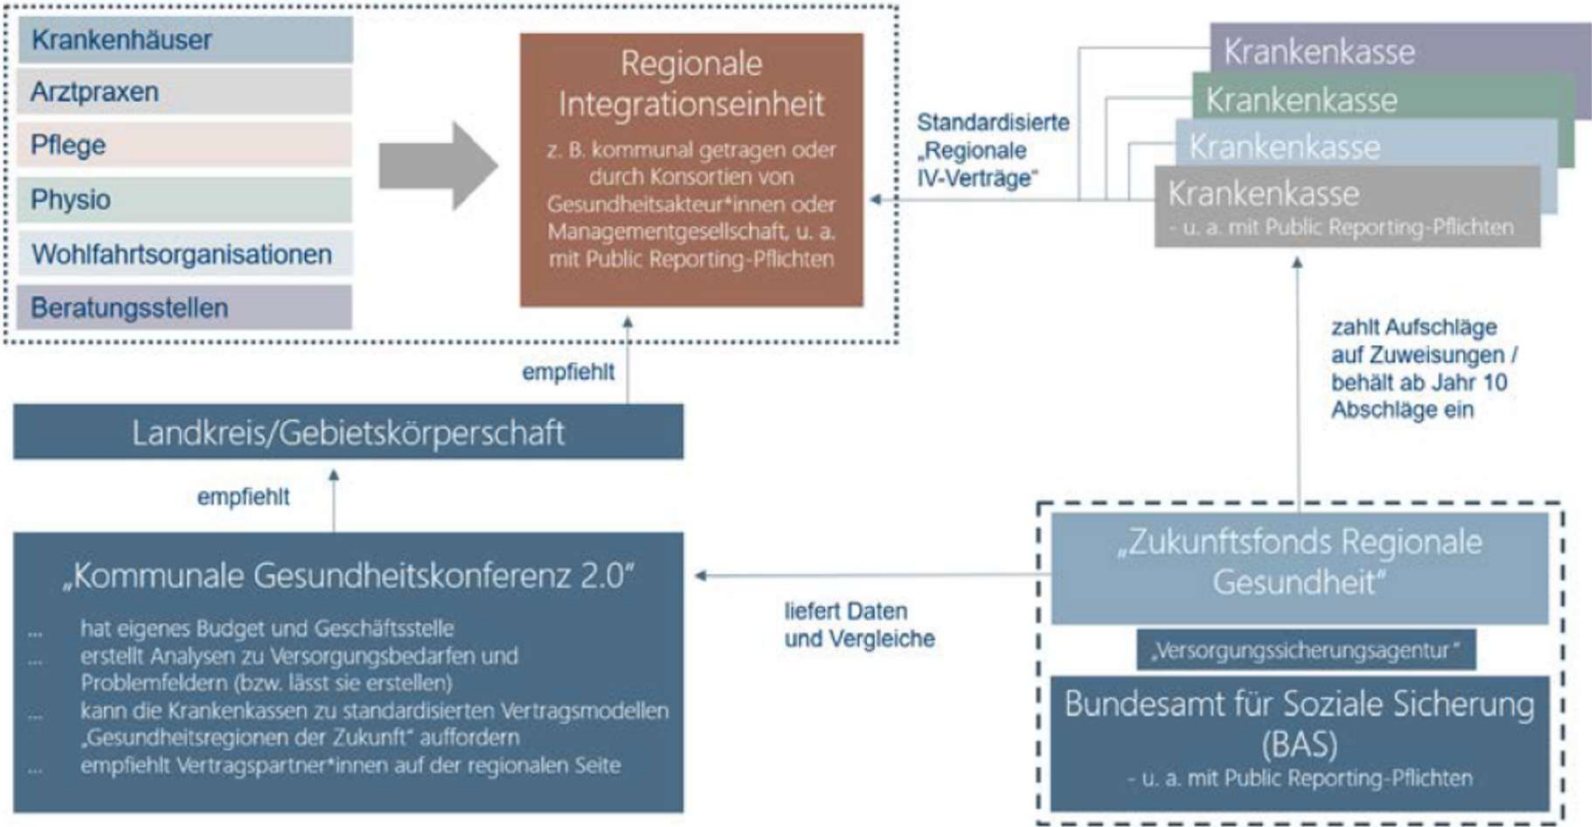 Krankenhäuser
Arztpraxen
Pflege
Physio
Wohlfahrtsorganisationen
Beratungsstellen
Regionale
Integrationseinheit
z. B. kommunal getragen oder
durch Konsortien von
Gesundheitsakteur*innen oder
Managementgesellschaft, u. a.
mit Public Reporting-Pflichten
Standardisierte
„Regionale
IV-Verträge“
Krankenkasse
Krankenkasse
Krankenkasse
Krankenkasse
- u. a. mit Public Reporting-Pflichten
zahlt Aufschläge
auf Zuweisungen /
behält ab Jahr 10
Abschläge ein
empfiehlt
Landkreis/Gebietskörperschaft
empfiehlt
„Kommunale Gesundheitskonferenz 2.0“
... hat eigenes Budget und Geschäftsstelle
... erstellt Analysen zu Versorgungsbedarfen und
Problemfeldern (bzw. lässt sie erstellen)
... kann die Krankenkassen zu standardisierten Vertragsmodellen
„Gesundheitsregionen der Zukunft“ auffordern
... empfiehlt Vertragspartner*innen auf der regionalen Seite
liefert Daten
und Vergleiche
„Zukunftsfonds Regionale
Gesundheit“
„Versorgungssicherungsagentur“
Bundesamt für Soziale Sicherung
(BAS)
- u. a. mit Public Reporting-Pflichten